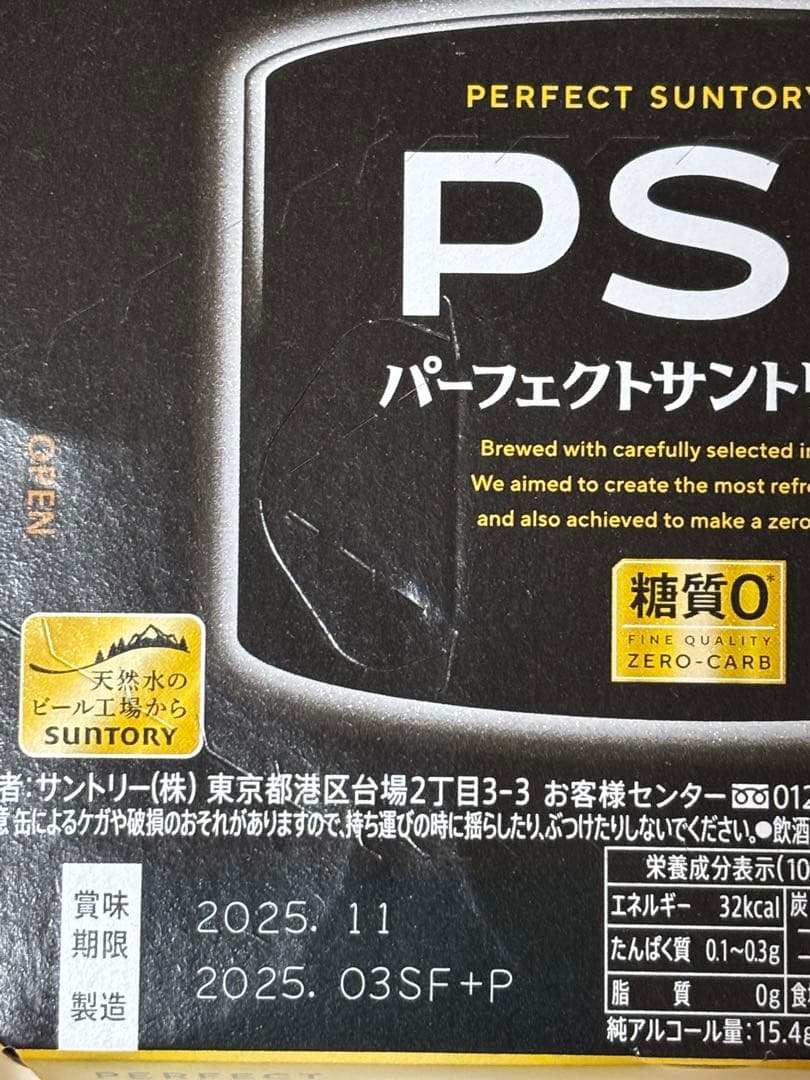 PERFECT SUNTORY
PS
パーフェクトサント
Brewed with carefully selected
We aimed to create the most
and also achieved to make a zero
OPEN
糖質0*
FINE QUALITY
ZERO-CARB
天然水の
ビール工場から
SUNTORY
者:サントリー(株) 東京都港区台場2丁目3-3 お客様センター 012
缶によるケガや破損のおそれがありますので、持ち運びの時に揺らしたり、ぶつけたりしないでください。●飲酒
栄養成分表示(10
エネルギー 32kcal 炭
たんぱく質 0.1~0.3g
脂 質 0g 食
純アルコール量:15.4g
賞味
期限
製造
2025. 11
2025. 03SF+P
PERFECT